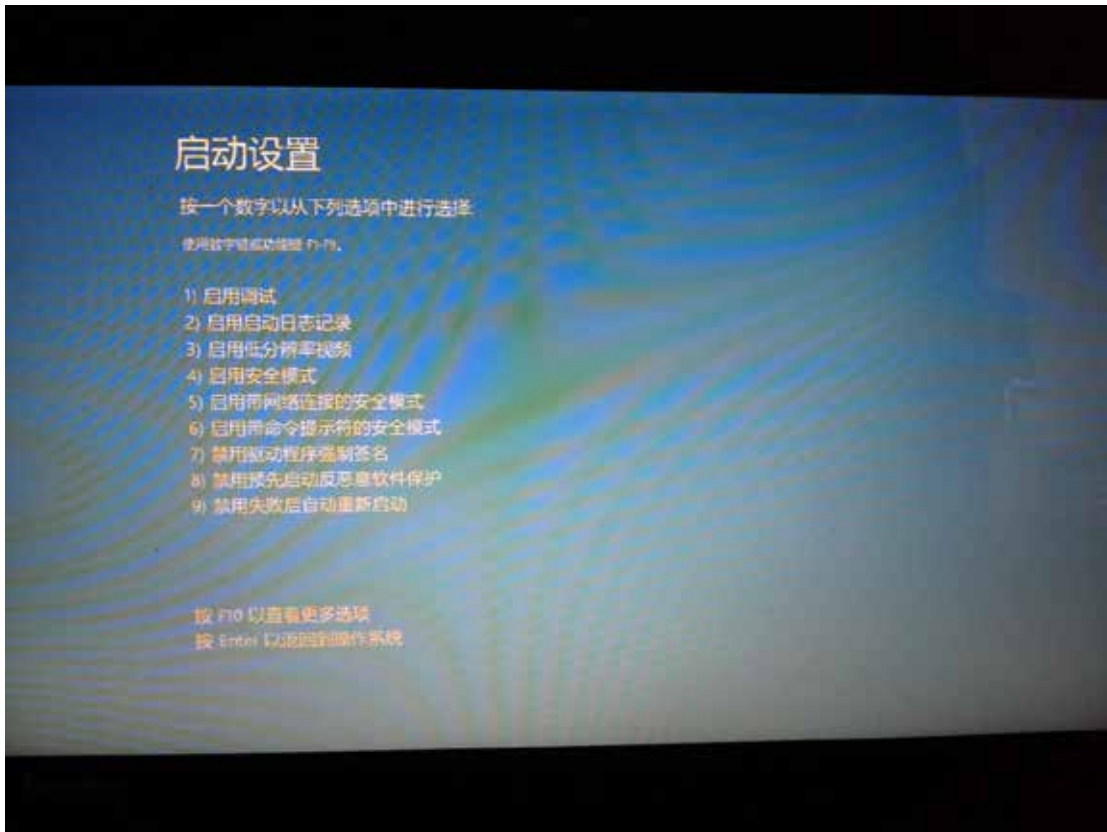 启动设置
按一个数字以从下列选项中进行选择
使用数字键或功能键 F1-F9。
1) 启用调试
2) 启用启动日志记录
3) 启用低分辨率视频
4) 启用安全模式
5) 启用带网络连接的安全模式
6) 启用带命令提示符的安全模式
7) 禁用驱动程序强制签名
8) 禁用预先启动反恶意软件保护
9) 禁用失败后自动重新启动
按 F10 以查看更多选项
按 Enter 以返回到操作系统